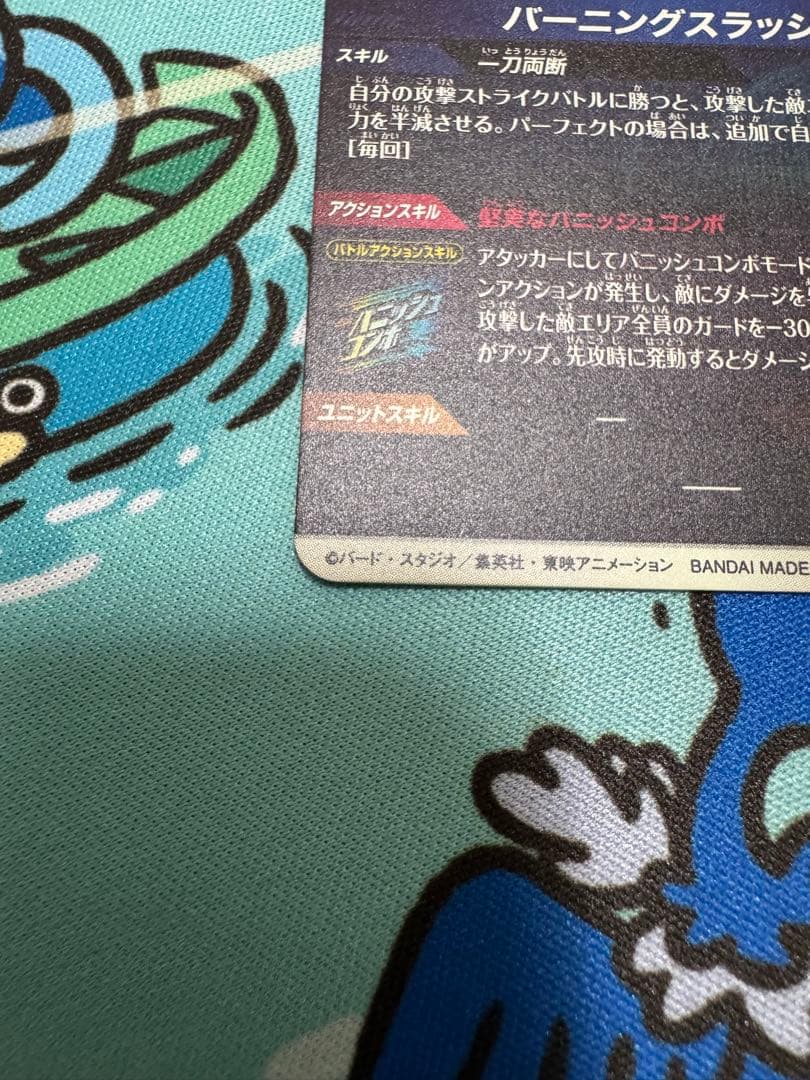 バーニングスラッシ
スキル 一刀両断
自分の攻撃ストライクバトルに勝つと、攻撃した敵
力を半減させる。パーフェクトの場合は、追加で自
[毎回]
アクションスキル 堅実なバニッシュコンボ
バトルアクションスキル
アタッカーにしてバニッシュコンボモード
ンアクションが発生し、敵にダメージを
攻撃した敵エリア全員のガードを−30
がアップ。先攻時に発動するとダメージ
バニッシュ
コンボ
ユニットスキル —
—
©バード・スタジオ／集英社・東映アニメーション BANDAI MADE